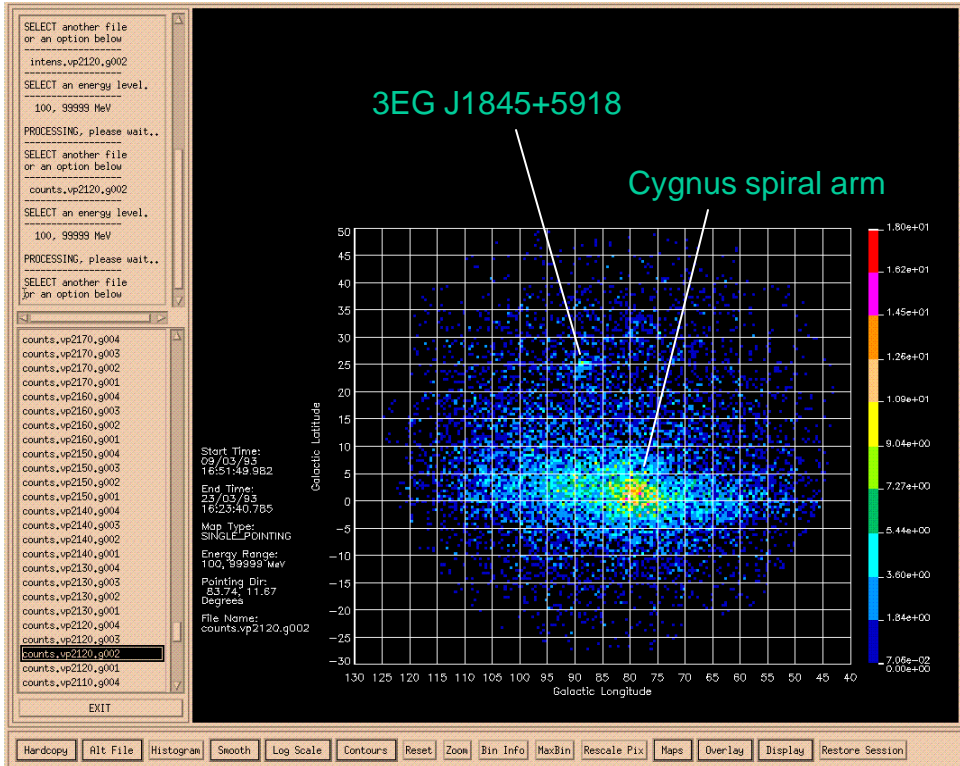 SELECT another file
or an option below
------------------
intens.vp2120.g002
------------------
SELECT an energy level.
------------------
100, 99999 MeV
PROCESSING, please wait..
------------------
SELECT another file
or an option below
------------------
counts.vp2120.g002
------------------
SELECT an energy level.
------------------
100, 99999 MeV
PROCESSING, please wait..
------------------
SELECT another file
or an option below
counts.vp2170.g004
counts.vp2170.g003
counts.vp2170.g002
counts.vp2170.g001
counts.vp2160.g004
counts.vp2160.g003
counts.vp2160.g002
counts.vp2160.g001
counts.vp2150.g004
counts.vp2150.g003
counts.vp2150.g002
counts.vp2150.g001
counts.vp2140.g004
counts.vp2140.g003
counts.vp2140.g002
counts.vp2140.g001
counts.vp2130.g004
counts.vp2130.g003
counts.vp2130.g002
counts.vp2130.g001
counts.vp2120.g004
counts.vp2120.g003
counts.vp2120.g002
counts.vp2120.g001
counts.vp2110.g004
EXIT
3EG J1845+5918
Cygnus spiral arm
Start Time:
09/03/93
16:51:49.982
End Time:
23/03/93
16:23:40.785
Map Type:
SINGLE_POINTING
Energy Range:
100, 99999 MeV
Pointing Dir:
83.74, 11.67
Degrees
File Name:
counts.vp2120.g002
Galactic Latitude
50
45
40
35
30
25
20
15
10
5
0
-5
-10
-15
-20
-25
-30
130 125 120 115 110 105 100 95 90 85 80 75 70 65 60 55 50 45 40
Galactic Longitude
1.80e+01
1.62e+01
1.45e+01
1.26e+01
1.09e+01
9.04e+00
7.27e+00
5.44e+00
3.60e+00
1.84e+00
7.06e-02
0.00e+00
Hardcopy Alt File Histogram Smooth Log Scale Contours Reset Zoom Bin Info MaxBin Rescale Pix Maps Overlay Display Restore Session